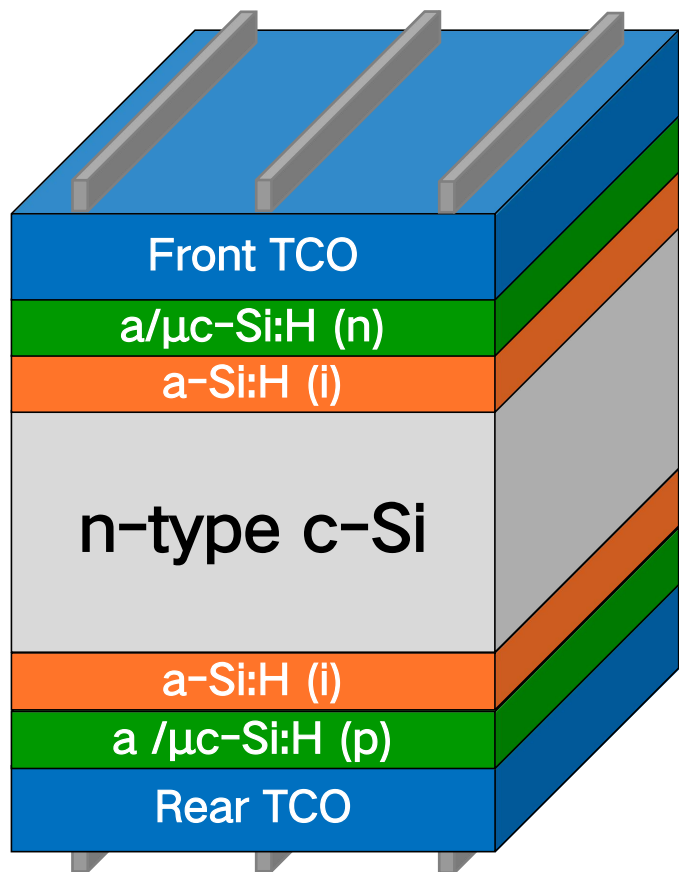 Front TCO
a/μc-Si:H (n)
a-Si:H (i)
n-type c-Si
a-Si:H (i)
a /μc-Si:H (p)
Rear TCO